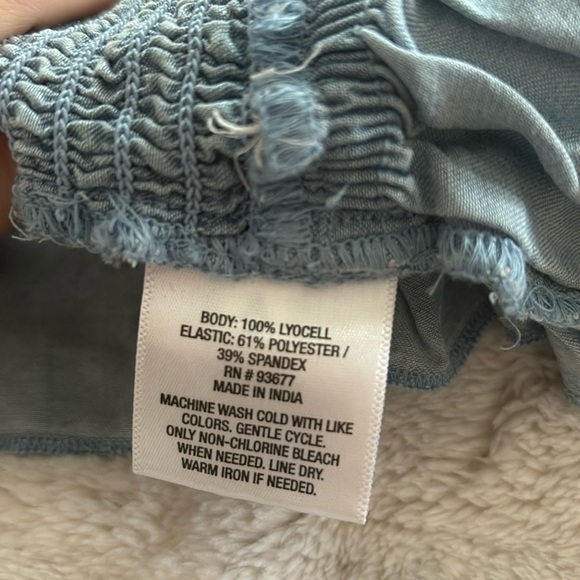 BODY: 100% LYOCELL
ELASTIC: 61% POLYESTER /
39% SPANDEX
RN # 93677
MADE IN INDIA
MACHINE WASH COLD WITH LIKE
COLORS. GENTLE CYCLE.
ONLY NON-CHLORINE BLEACH
WHEN NEEDED. LINE DRY.
WARM IRON IF NEEDED.